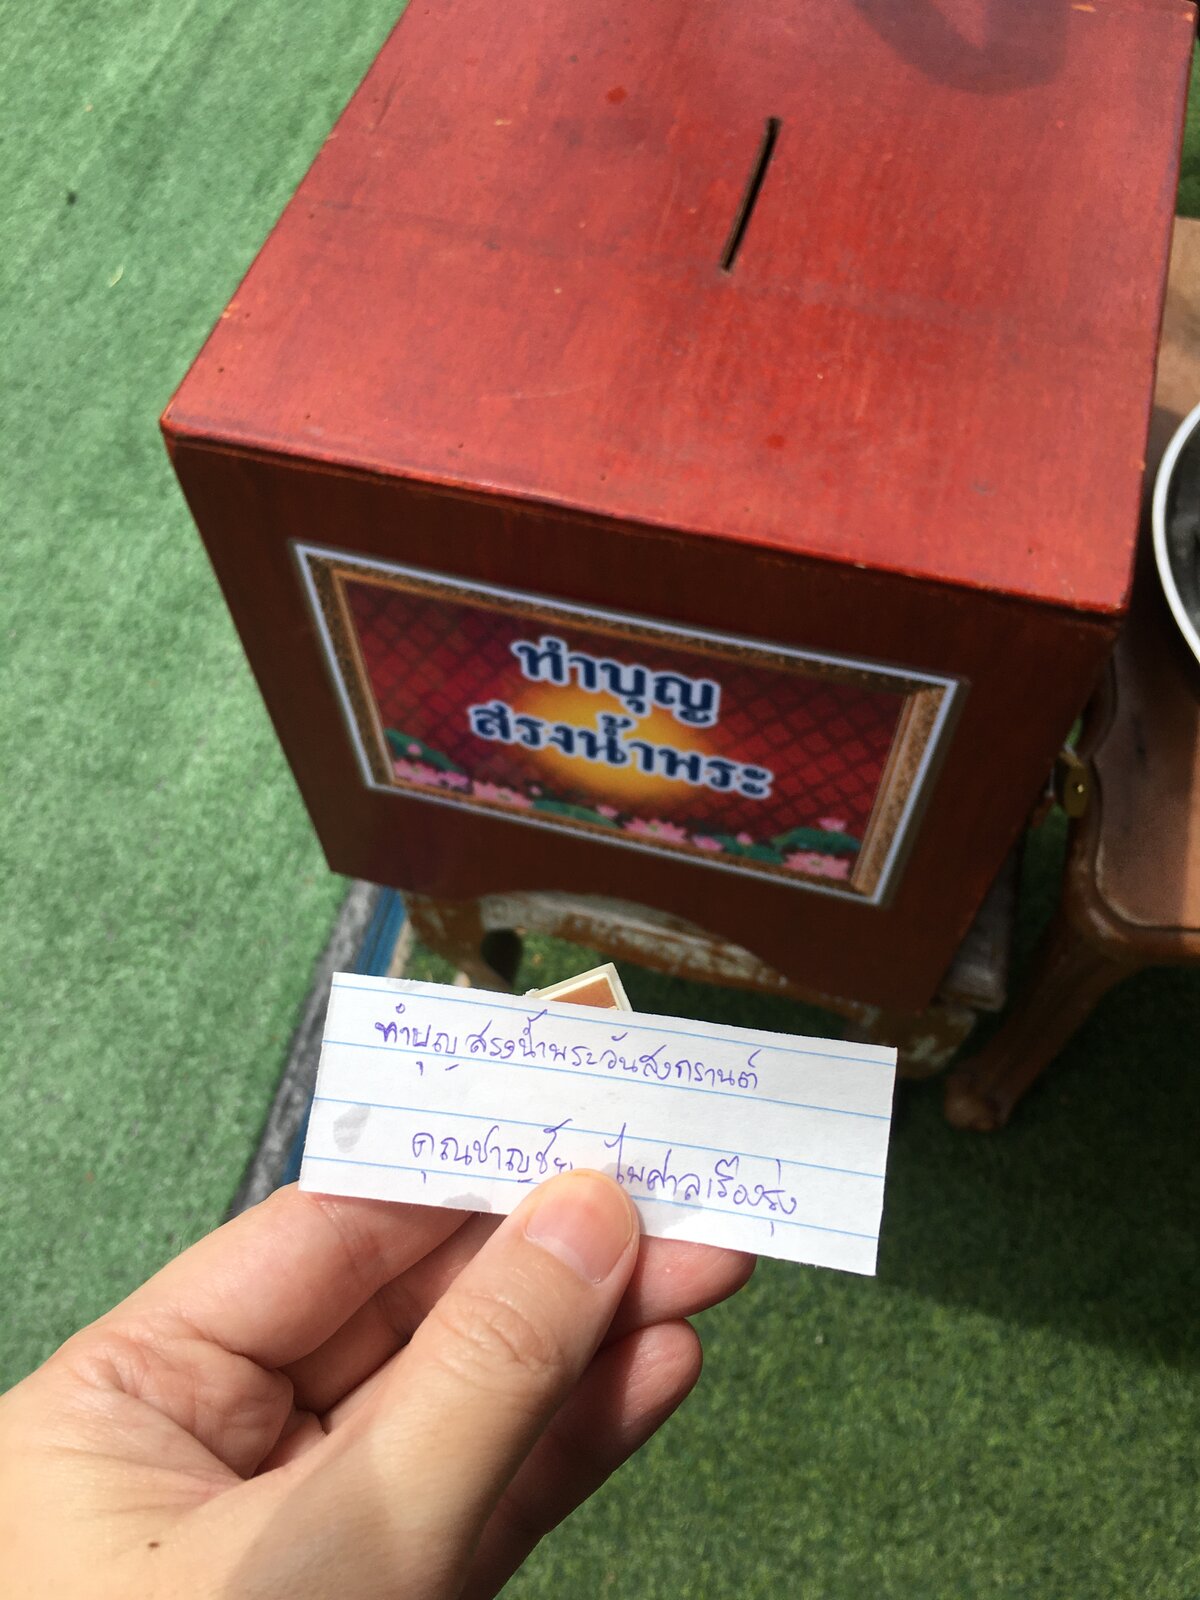 ทำบุญ
สรงน้ำพระ
ทำบุญสรงน้ำพระวันสงกรานต์
คุณชาญชัย ไพศาลเรืองรุ่ง